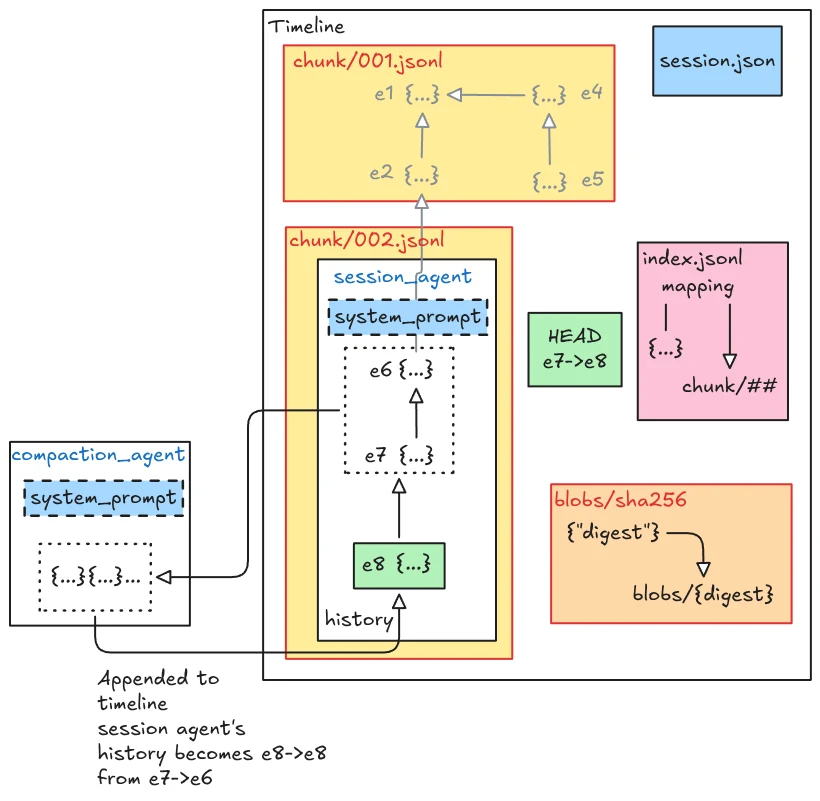 Timeline
session.json
chunk/001.jsonl
e1 {...} {...} e4
e2 {...} {...} e5
chunk/002.jsonl
session_agent
system_prompt
e6 {...}
e7 {...}
e8 {...}
history
HEAD
e7->e8
index.jsonl
mapping
{...}
chunk/##
compaction_agent
system_prompt
{...}{...}...
blobs/sha256
{"digest"}
blobs/{digest}
Appended to
timeline
session agent's
history becomes e8->e8
from e7->e6